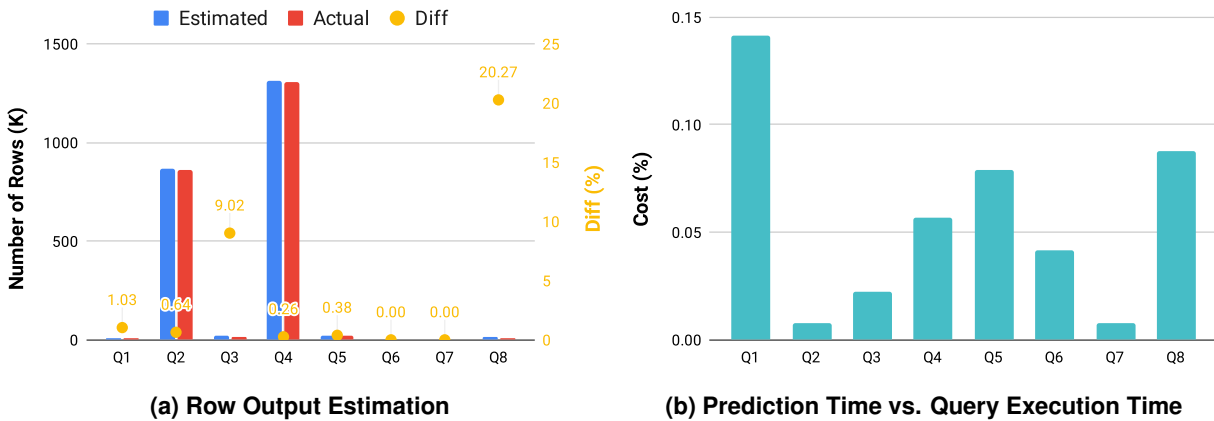 Estimated Actual Diff
Number of Rows (K)
1500
1000
500
0
25
20
15
10
5
0
Diff (%)
1.03
0.64
9.02
0.26
0.38
0.00
0.00
20.27
Q1 Q2 Q3 Q4 Q5 Q6 Q7 Q8
(a) Row Output Estimation
Cost (%)
0.15
0.10
0.05
0.00
Q1 Q2 Q3 Q4 Q5 Q6 Q7 Q8
(b) Prediction Time vs. Query Execution Time